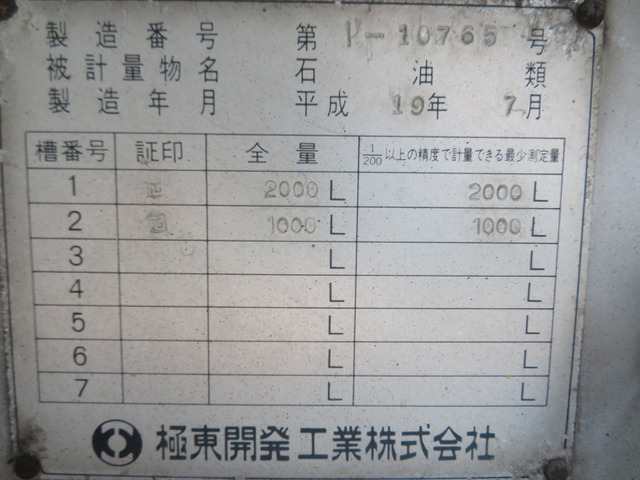 製造番号 第 P-10765 号
被計量物名 石油類
製造年月 平成 19年 7月
槽番号 証印 全量 1/200以上の精度で計量できる最少測定量
1 正 2000 L 2000 L
2 1000 L 1000 L
3 L L
4 L L
5 L L
6 L L
7 L L
極東開発工業株式会社